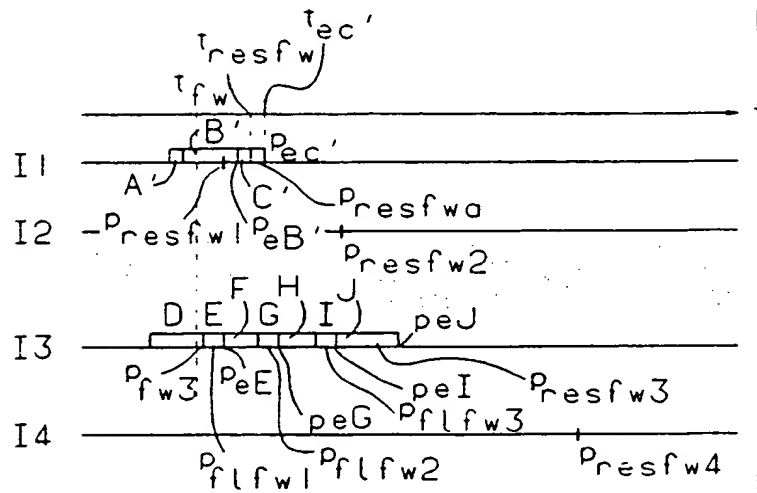 τec'
τresfw
τfw
B' Pec'
I1
A' C' Presfwa
I2 Presfw1 PeB' Presfw2
D E F G H I J
peJ
I3
Pfw3 PeE peI Presfw3
peG Pflfw3
I4
Pflfw1 Pflfw2 Presfw4